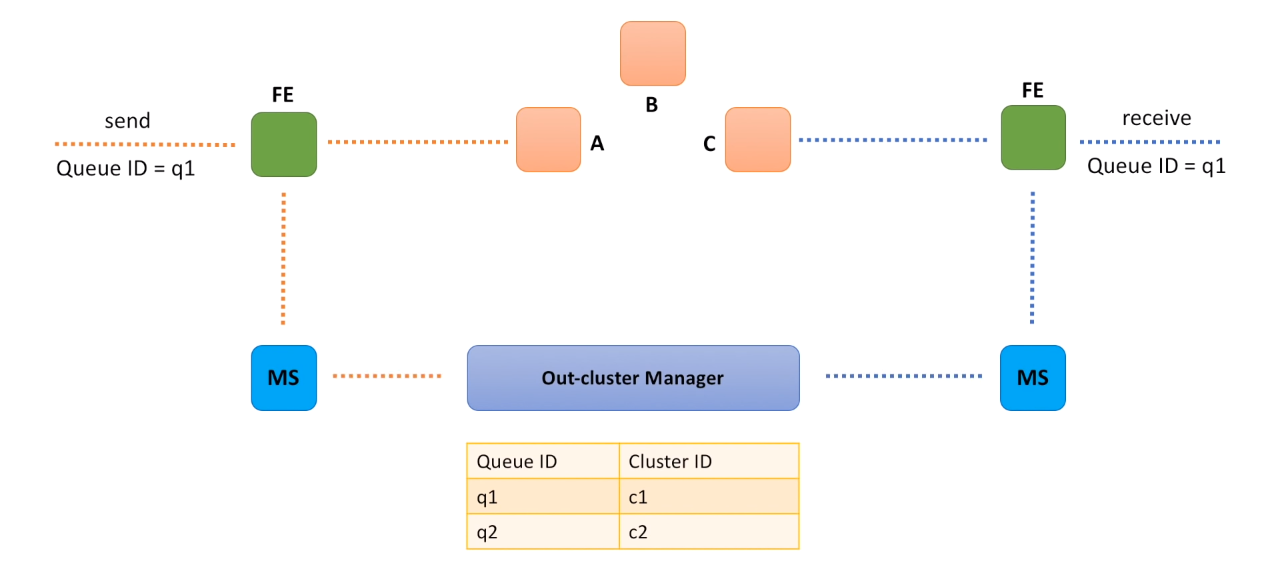 B
FE
FE
send
A
C
receive
Queue ID = q1
Queue ID = q1
MS
Out-cluster Manager
MS
Queue ID Cluster ID
q1 c1
q2 c2